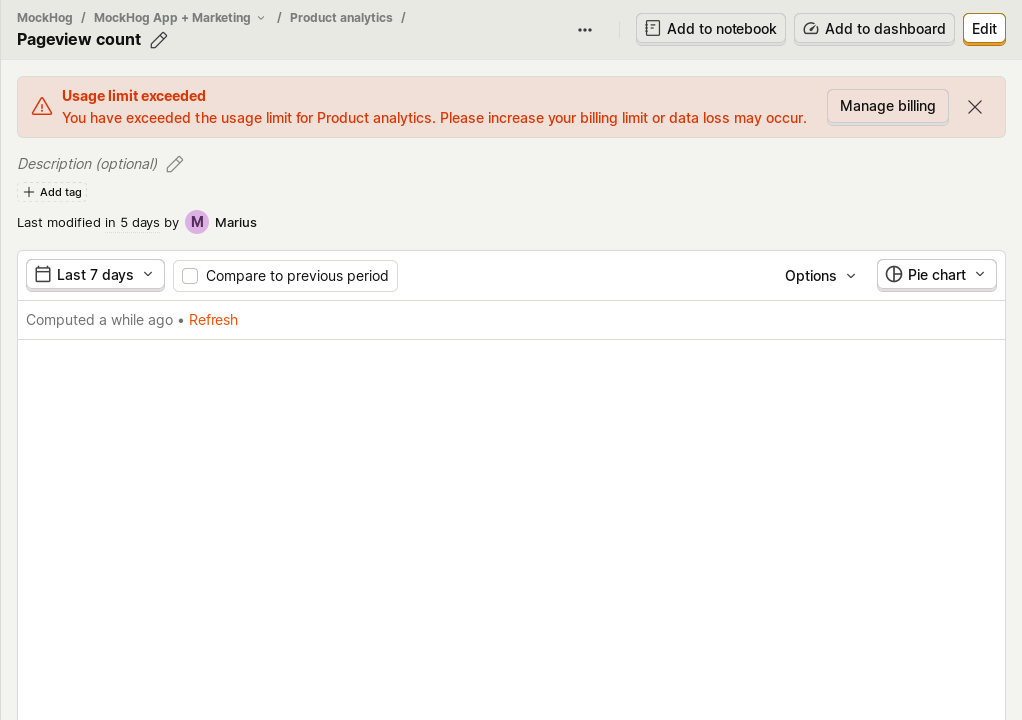 MockHog / MockHog App + Marketing / Product analytics /
Pageview count
Add to notebook
Add to dashboard
Edit
Usage limit exceeded
You have exceeded the usage limit for Product analytics. Please increase your billing limit or data loss may occur.
Manage billing
Description (optional)
Add tag
Last modified in 5 days by M Marius
Last 7 days
Compare to previous period
Options
Pie chart
Computed a while ago • Refresh